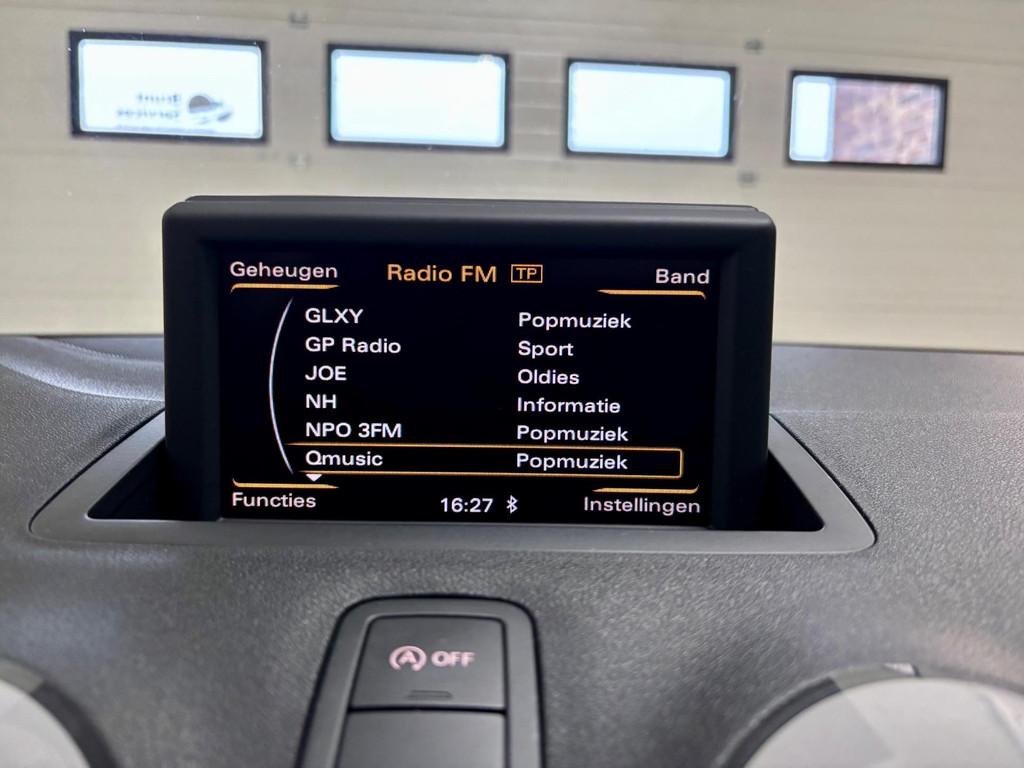 Geheugen Radio FM TP Band
GLXY Popmuziek
GP Radio Sport
JOE Oldies
NH Informatie
NPO 3FM Popmuziek
Qmusic Popmuziek
Functies 16:27 Instellingen
A OFF